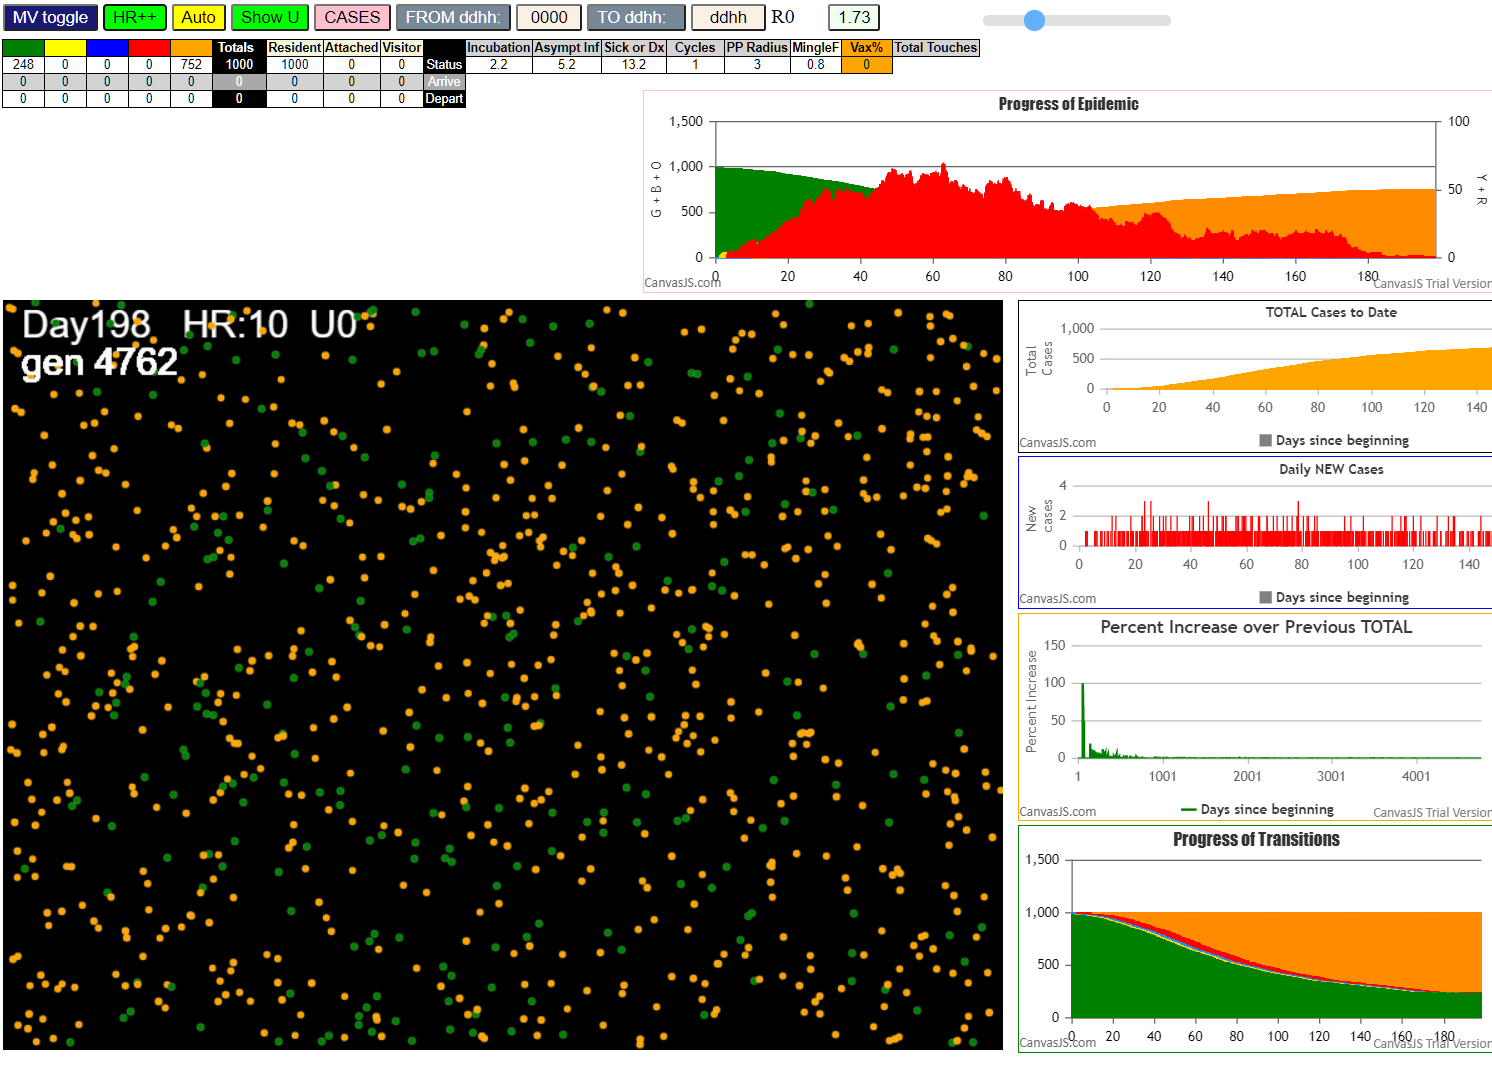 MV toggle HR++ Auto Show U CASES FROM ddhh: 0000 TO ddhh: ddhh R0 1.73
Totals Resident Attached Visitor Incubation Asympt Inf Sick or Dx Cycles PP Radius MingleF Vax% Total Touches
248 0 0 0 752 1000 1000 0 0 Status 2.2 5.2 13.2 1 3 0.8 0
0 0 0 0 0 0 0 0 0 Arrive
0 0 0 0 0 0 0 0 0 Depart
Progress of Epidemic
1,500
1,000
500
0
G + B + O
100
50
0
Y + R
0 20 40 60 80 100 120 140 160 180
CanvasJS.com
CanvasJS Trial Version
Day198 HR:10 U0
gen 4762
TOTAL Cases to Date
1,000
500
0
Total
Cases
0 20 40 60 80 100 120 140
Days since beginning
CanvasJS.com
Daily NEW Cases
4
2
0
New
cases
0 20 40 60 80 100 120 140
Days since beginning
CanvasJS.com
Percent Increase over Previous TOTAL
150
100
50
0
Percent Increase
1 1001 2001 3001 4001
Days since beginning
CanvasJS.com
CanvasJS Trial Version
Progress of Transitions
1,500
1,000
500
0
0 20 40 60 80 100 120 140 160 180
CanvasJS.com
CanvasJS Trial Version